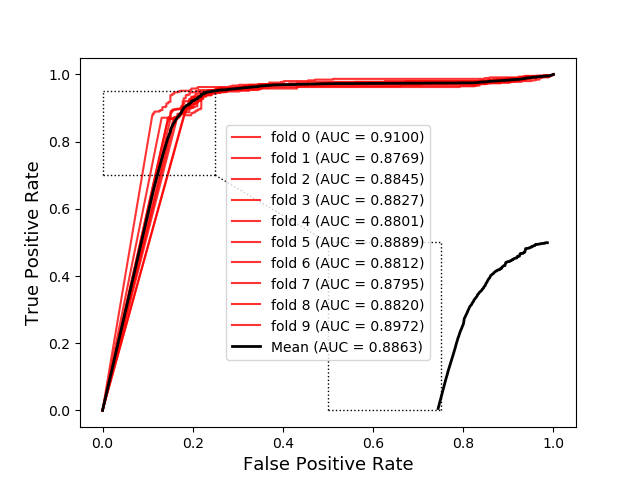 1.0
0.8
0.6
0.4
0.2
0.0
True Positive Rate
fold 0 (AUC = 0.9100)
fold 1 (AUC = 0.8769)
fold 2 (AUC = 0.8845)
fold 3 (AUC = 0.8827)
fold 4 (AUC = 0.8801)
fold 5 (AUC = 0.8889)
fold 6 (AUC = 0.8812)
fold 7 (AUC = 0.8795)
fold 8 (AUC = 0.8820)
fold 9 (AUC = 0.8972)
Mean (AUC = 0.8863)
0.0 0.2 0.4 0.6 0.8 1.0
False Positive Rate